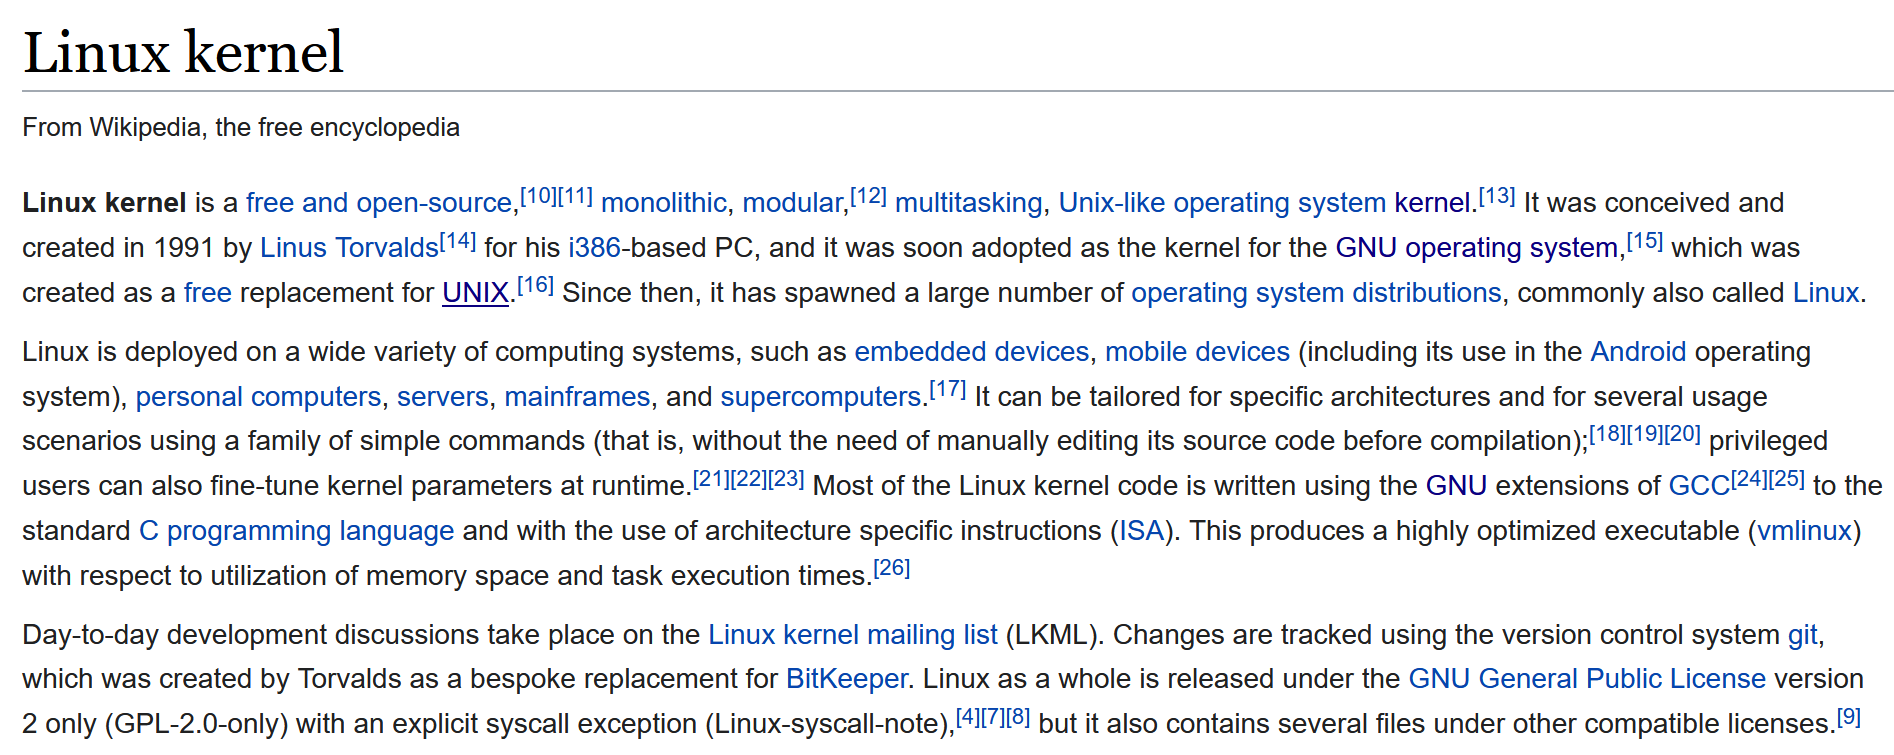 Linux kernel
From Wikipedia, the free encyclopedia
Linux kernel is a free and open-source,[10][11] monolithic, modular,[12] multitasking, Unix-like operating system kernel.[13] It was conceived and
created in 1991 by Linus Torvalds[14] for his i386-based PC, and it was soon adopted as the kernel for the GNU operating system,[15] which was
created as a free replacement for UNIX.[16] Since then, it has spawned a large number of operating system distributions, commonly also called Linux.
Linux is deployed on a wide variety of computing systems, such as embedded devices, mobile devices (including its use in the Android operating
system), personal computers, servers, mainframes, and supercomputers.[17] It can be tailored for specific architectures and for several usage
scenarios using a family of simple commands (that is, without the need of manually editing its source code before compilation);[18][19][20] privileged
users can also fine-tune kernel parameters at runtime.[21][22][23] Most of the Linux kernel code is written using the GNU extensions of GCC[24][25] to the
standard C programming language and with the use of architecture specific instructions (ISA). This produces a highly optimized executable (vmlinux)
with respect to utilization of memory space and task execution times.[26]
Day-to-day development discussions take place on the Linux kernel mailing list (LKML). Changes are tracked using the version control system git,
which was created by Torvalds as a bespoke replacement for BitKeeper. Linux as a whole is released under the GNU General Public License version
2 only (GPL-2.0-only) with an explicit syscall exception (Linux-syscall-note),[4][7][8] but it also contains several files under other compatible licenses.[9]